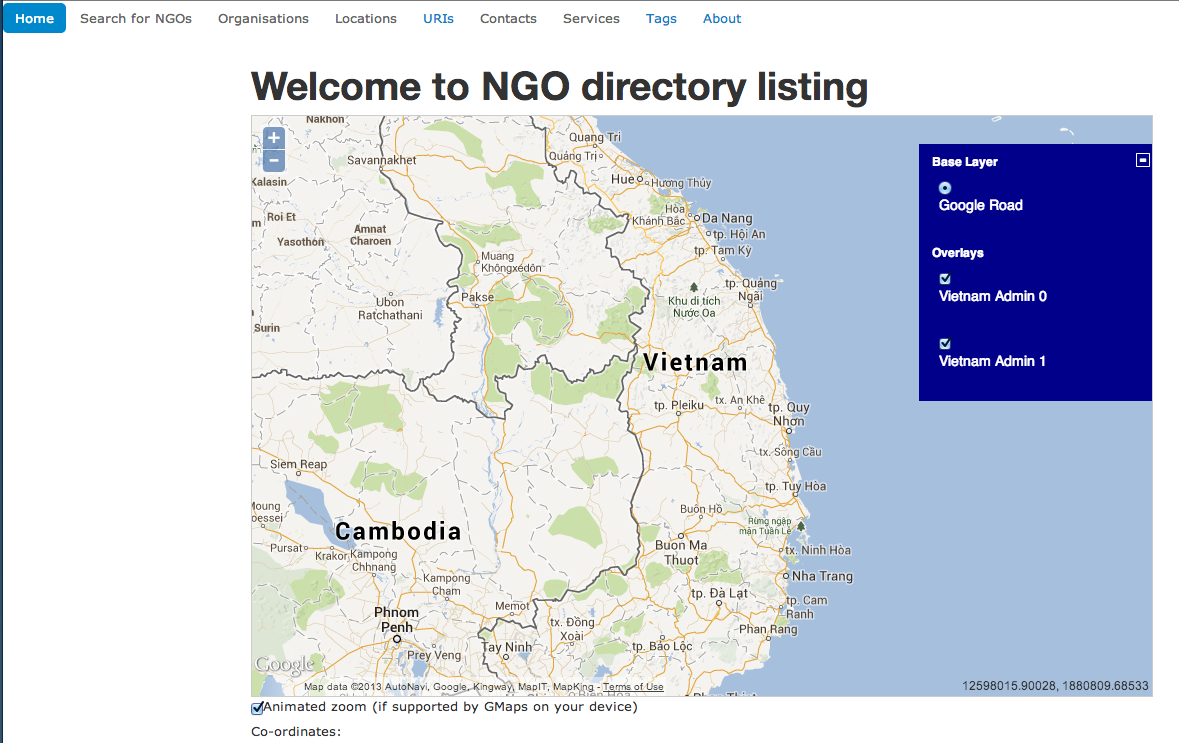 Home Search for NGOs Organisations Locations URIs Contacts Services Tags About
Welcome to NGO directory listing
+
−
Nakhon
Savannakhet
Kalasin
Roi Et
Yasothon
Amnat
Charoen
Ubon
Ratchathani
Surin
Muang
Khôngxédôn
Pakse
Quang Tri
Quảng Trị
Hue
Hương Thủy
Hòa
Khánh Bắc
Da Nang
tp. Hội An
tp. Tam Kỳ
tp. Quảng
Ngãi
Khu di tích
Nước Oa
Vietnam
tp. Pleiku
tx. An Khê
tp. Quy
Nhơn
tx. Sông Cầu
tp. Tuy Hòa
Buôn Hồ
Rừng ngập
mặn Tuần Lễ
Buon Ma
Thuot
tx. Ninh Hòa
Nha Trang
tp. Đà Lạt
tp. Cam
Ranh
Phan Rang
tp. Bảo Lộc
tx. Đồng
Xoài
Tay Ninh
Siem Reap
Cambodia
Pursat
Krakor
Kampong
Chhnang
Kampong
Cham
Memot
Phnom
Penh
Prey Veng
Base Layer
Google Road
Overlays
Vietnam Admin 0
Vietnam Admin 1
Google
Map data ©2013 AutoNavi, Google, Kingway, MapIT, MapKing - Terms of Use
12598015.90028, 1880809.68533
Animated zoom (if supported by GMaps on your device)
Co-ordinates: